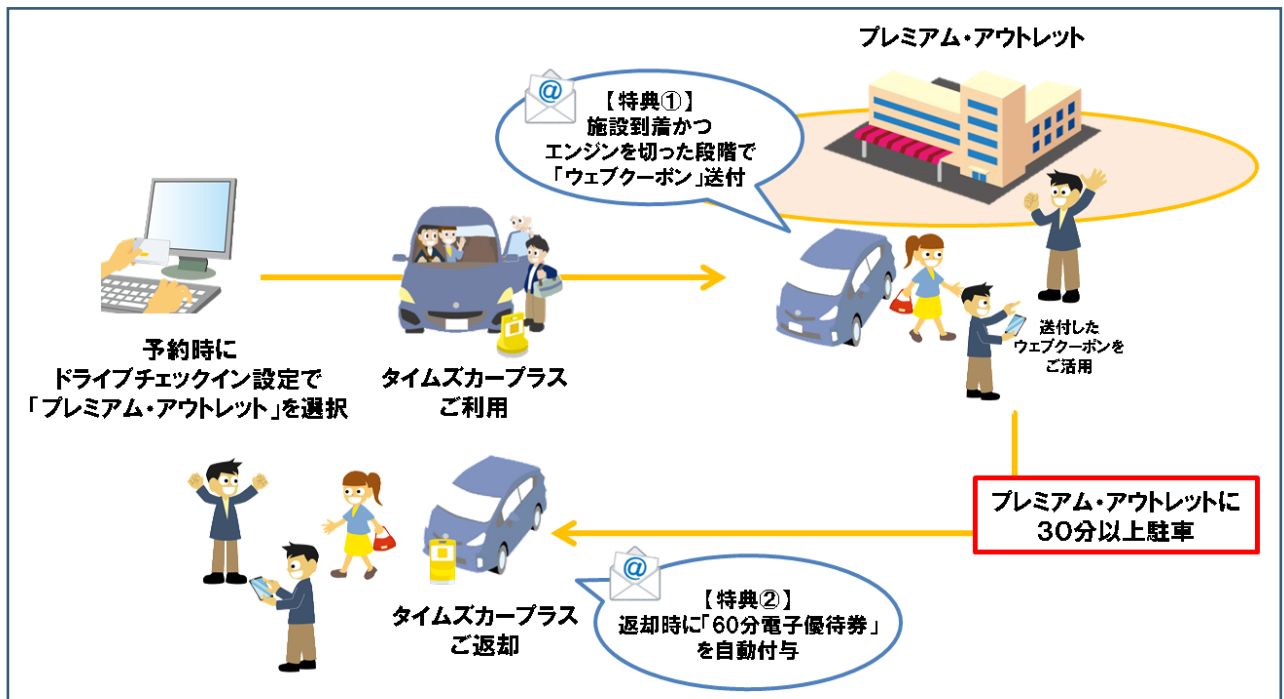 プレミアム・アウトレット
@
【特典①】
施設到着かつ
エンジンを切った段階で
「ウェブクーポン」送付
予約時に
ドライブチェックイン設定で
「プレミアム・アウトレット」を選択
タイムズカープラス
ご利用
送付した
ウェブクーポンを
ご活用
プレミアム・アウトレットに
30分以上駐車
@
【特典②】
返却時に「60分電子優待券」
を自動付与
タイムズカープラス
ご返却